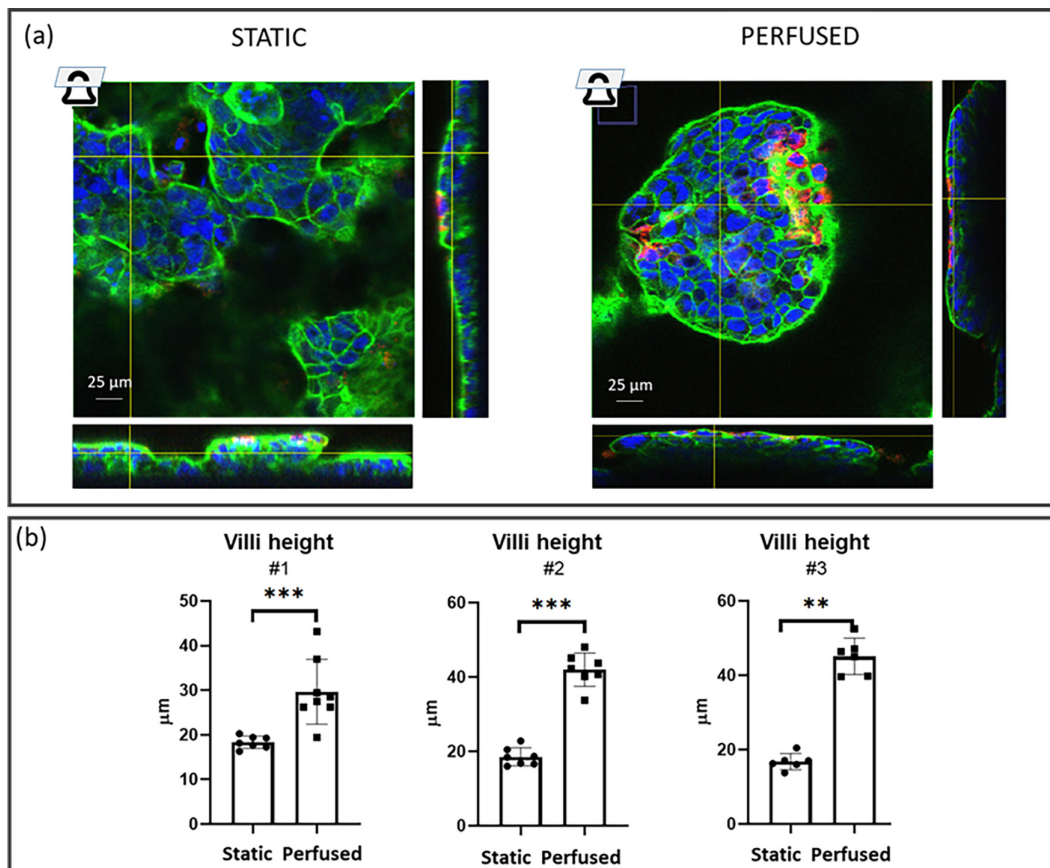 (a)
STATIC
PERFUSED
25 μm
25 μm
(b)
Villi height
#1
***
50
40
30
20
10
0
μm
Static Perfused
Villi height
#2
***
60
40
20
0
μm
Static Perfused
Villi height
#3
**
60
40
20
0
μm
Static Perfused